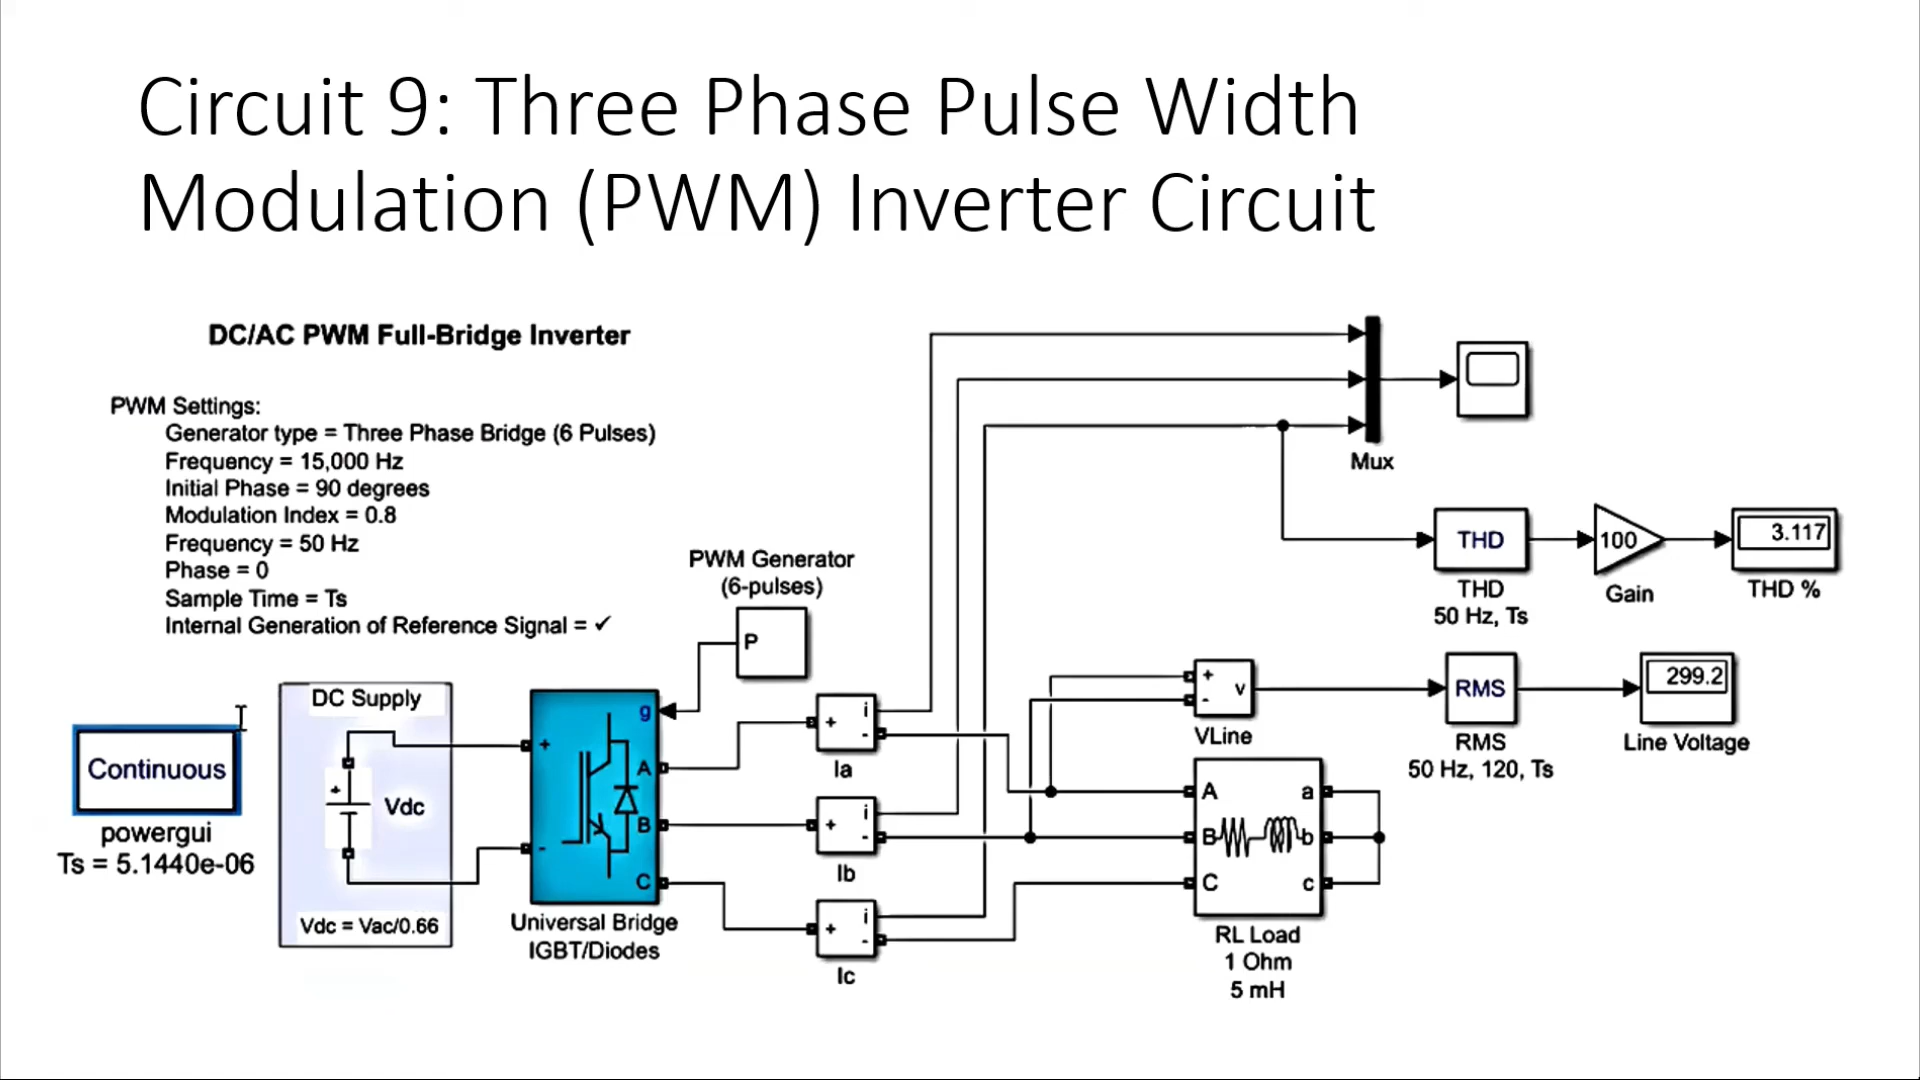 Circuit 9: Three Phase Pulse Width
Modulation (PWM) Inverter Circuit
DC/AC PWM Full-Bridge Inverter
PWM Settings:
Generator type = Three Phase Bridge (6 Pulses)
Frequency = 15,000 Hz
Initial Phase = 90 degrees
Modulation Index = 0.8
Frequency = 50 Hz
Phase = 0
Sample Time = Ts
Internal Generation of Reference Signal = ✓
Continuous
powergui
Ts = 5.1440e-06
DC Supply
+
Vdc
Vdc = Vac/0.66
g
+
A
B
-
C
Universal Bridge
IGBT/Diodes
PWM Generator
(6-pulses)
P
+ i
-
Ia
+ i
-
Ib
+ i
-
Ic
Mux
THD
THD
50 Hz, Ts
100
Gain
3.117
THD %
+
-
v
VLine
RMS
RMS
50 Hz, 120, Ts
299.2
Line Voltage
A a
B b
C c
RL Load
1 Ohm
5 mH